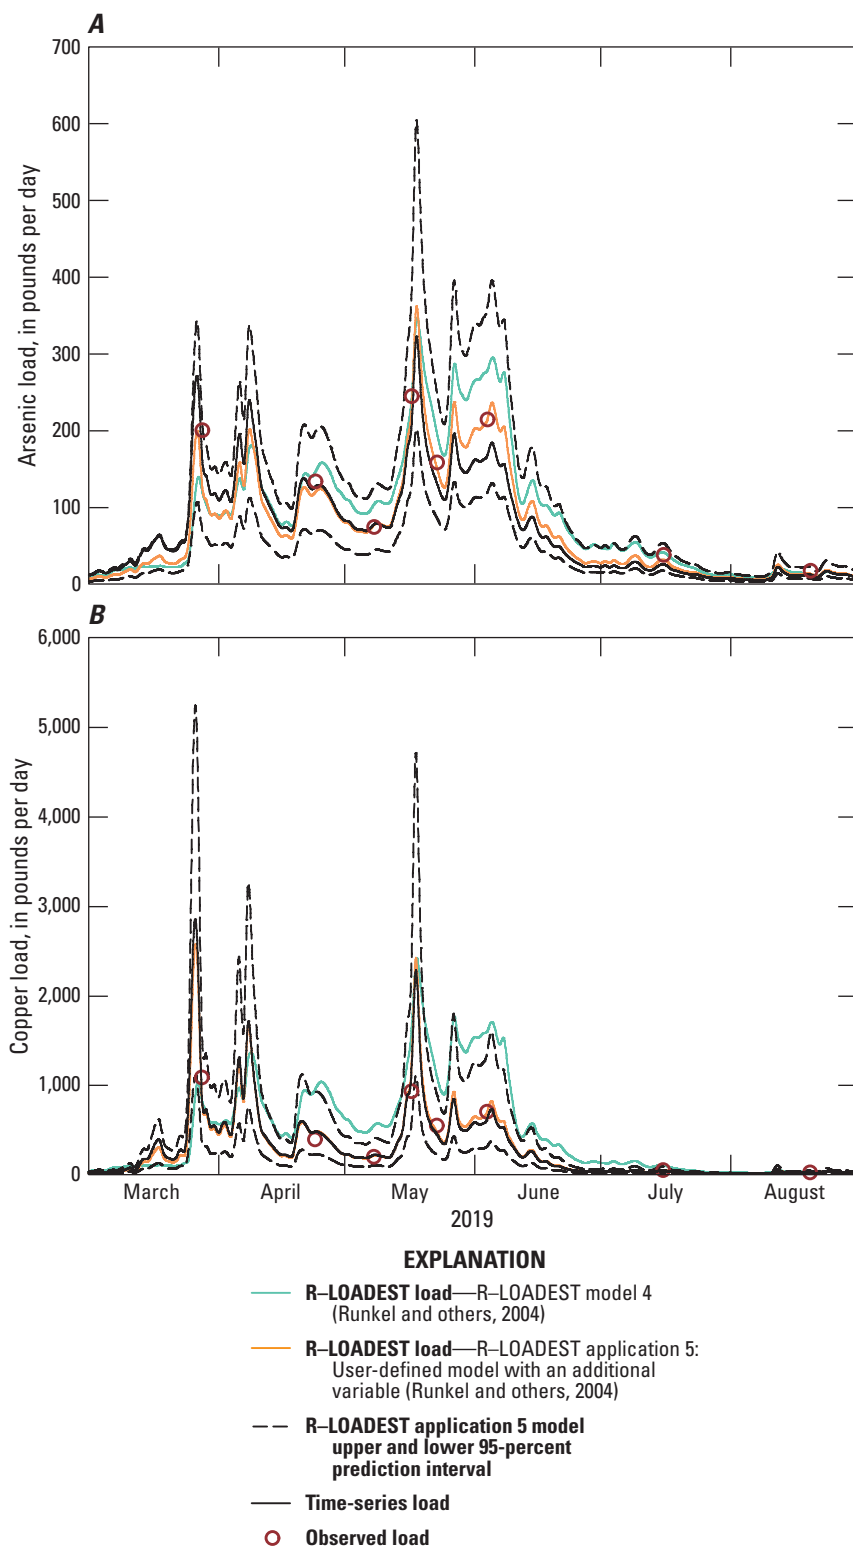 A
700
600
500
400
300
200
100
0
Arsenic load, in pounds per day
B
6,000
5,000
4,000
3,000
2,000
1,000
0
Copper load, in pounds per day
March April May June July August
2019
EXPLANATION
R–LOADEST load—R–LOADEST model 4
(Runkel and others, 2004)
R–LOADEST load—R–LOADEST application 5:
User-defined model with an additional
variable (Runkel and others, 2004)
R–LOADEST application 5 model
upper and lower 95-percent
prediction interval
Time-series load
Observed load